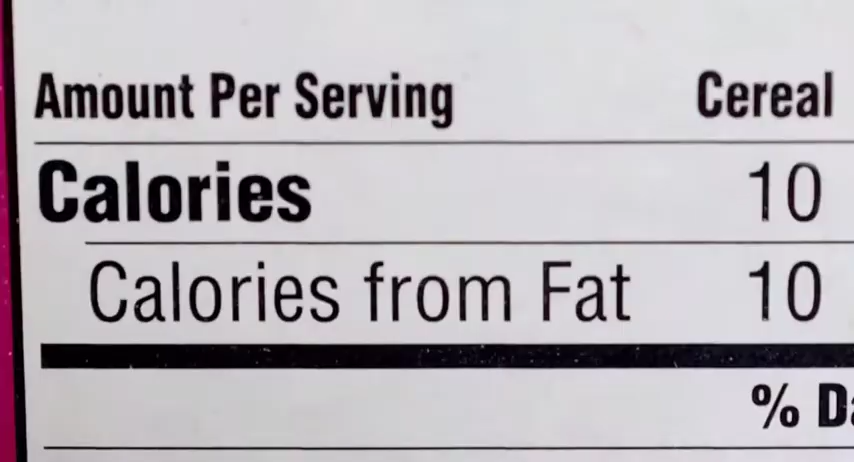 Amount Per Serving Cereal
Calories 10
Calories from Fat 10
% D